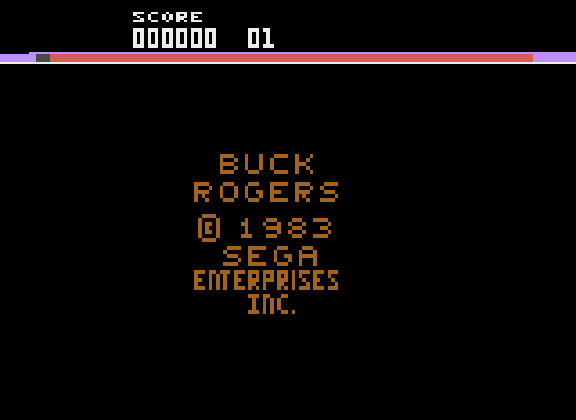 SCORE
000000 01
BUCK
ROGERS
© 1983
SEGA
ENTERPRISES
INC.